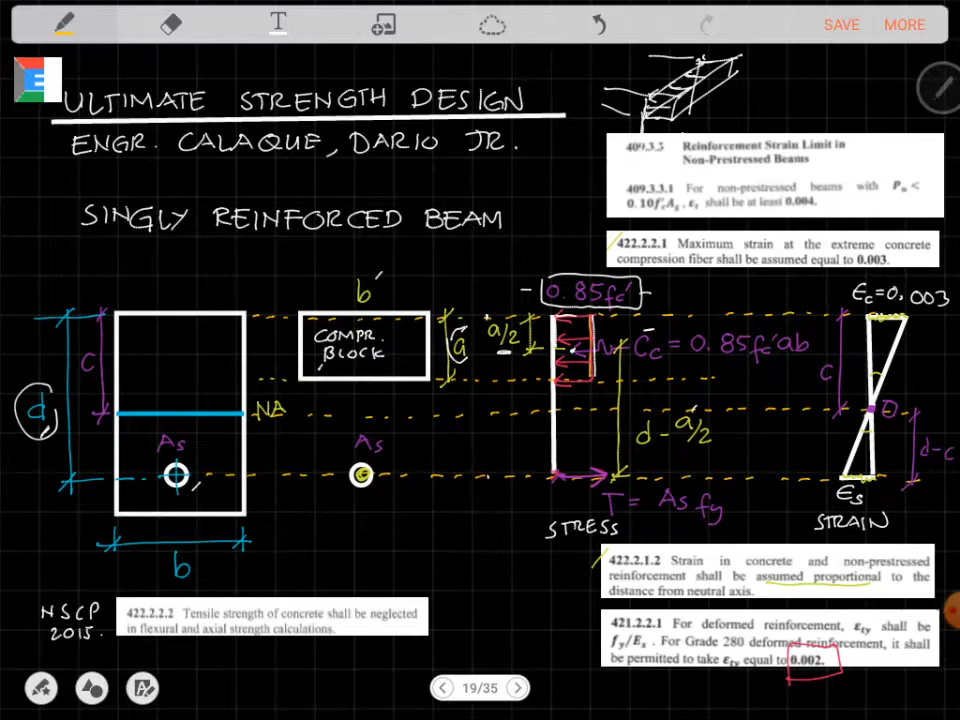 SAVE MORE
E
ULTIMATE STRENGTH DESIGN
ENGR. CALAQUE, DARIO JR.
SINGLY REINFORCED BEAM
409.3.3 Reinforcement Strain Limit in
Non-Prestressed Beams
409.3.3.1 For non-prestressed beams with Pu <
0.10f'cAg, εt shall be at least 0.004.
422.2.2.1 Maximum strain at the extreme concrete
compression fiber shall be assumed equal to 0.003.
b'
0.85fc'
Ec=0,003
COMPR.
BLOCK
a
a/2
Cc = 0.85fc'ab
c
c
d
NA
d - a/2
0
d-c
As
As
T = As fy
Es
STRESS
STRAIN
b
NSCP
2015.
422.2.2.2 Tensile strength of concrete shall be neglected
in flexural and axial strength calculations.
422.2.1.2 Strain in concrete and non-prestressed
reinforcement shall be assumed proportional to the
distance from neutral axis.
421.2.2.1 For deformed reinforcement, εty shall be
fy/Es. For Grade 280 deformed reinforcement, it shall
be permitted to take εty equal to 0.002.
19/35